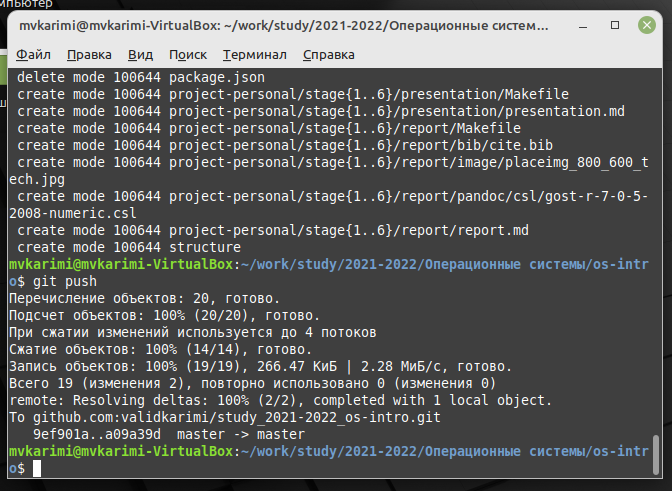 мпьютер
mvkarimi@mvkarimi-VirtualBox: ~/work/study/2021-2022/Операционные систем...
Файл Правка Вид Поиск Терминал Справка
delete mode 100644 package.json
create mode 100644 project-personal/stage{1..6}/presentation/Makefile
create mode 100644 project-personal/stage{1..6}/presentation/presentation.md
create mode 100644 project-personal/stage{1..6}/report/Makefile
create mode 100644 project-personal/stage{1..6}/report/bib/cite.bib
create mode 100644 project-personal/stage{1..6}/report/image/placeimg_800_600_t
ech.jpg
create mode 100644 project-personal/stage{1..6}/report/pandoc/csl/gost-r-7-0-5-
2008-numeric.csl
create mode 100644 project-personal/stage{1..6}/report/report.md
create mode 100644 structure
mvkarimi@mvkarimi-VirtualBox:~/work/study/2021-2022/Операционные системы/os-intr
o$ git push
Перечисление объектов: 20, готово.
Подсчет объектов: 100% (20/20), готово.
При сжатии изменений используется до 4 потоков
Сжатие объектов: 100% (14/14), готово.
Запись объектов: 100% (19/19), 266.47 КиБ | 2.28 МиБ/с, готово.
Всего 19 (изменения 2), повторно использовано 0 (изменения 0)
remote: Resolving deltas: 100% (2/2), completed with 1 local object.
To github.com:validkarimi/study_2021-2022_os-intro.git
9ef901a..a09a39d master -> master
mvkarimi@mvkarimi-VirtualBox:~/work/study/2021-2022/Операционные системы/os-intr
o$